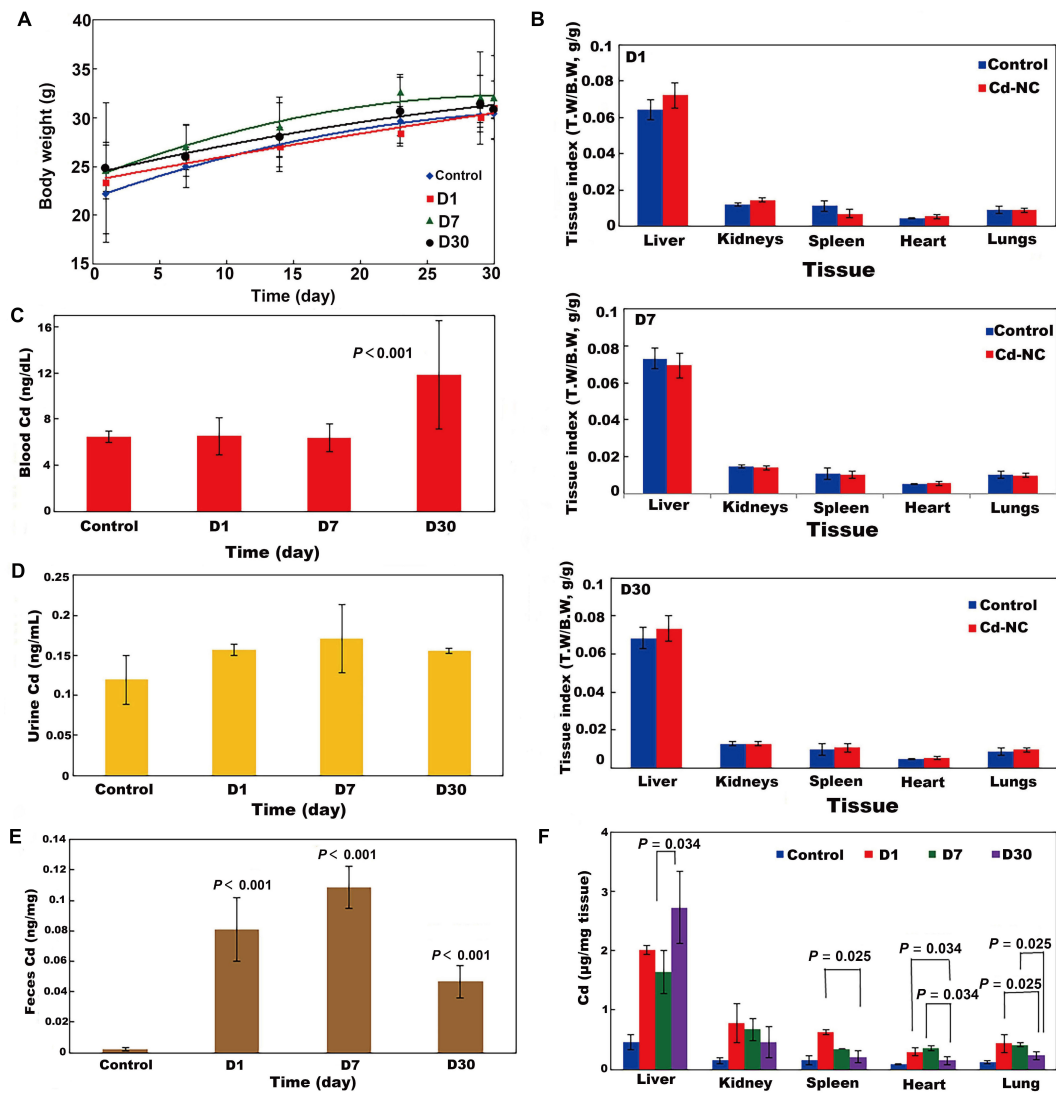 A
40
35
30
25
20
15
0
5
10
15
20
25
30
Body weight (g)
Time (day)
Control
D1
D7
D30
B
D1
0.1
0.08
0.06
0.04
0.02
0
Tissue index (T.W/B.W, g/g)
Control
Cd-NC
Liver
Kidneys
Spleen
Heart
Lungs
Tissue
D7
0.1
0.08
0.06
0.04
0.02
0
Tissue index (T.W/B.W, g/g)
Control
Cd-NC
Liver
Kidneys
Spleen
Heart
Lungs
Tissue
D30
0.1
0.08
0.06
0.04
0.02
0
Tissue index (T.W/B.W, g/g)
Control
Cd-NC
Liver
Kidneys
Spleen
Heart
Lungs
Tissue
C
16
12
6
4
0
Blood Cd (ng/dL)
P < 0.001
Control
D1
D7
D30
Time (day)
D
0.25
0.2
0.15
0.1
0.05
0
Urine Cd (ng/mL)
Control
D1
D7
D30
Time (day)
E
0.14
0.12
0.1
0.08
0.06
0.04
0.02
0
Feces Cd (ng/mg)
P < 0.001
P < 0.001
P < 0.001
Control
D1
D7
D30
Time (day)
F
4
3
2
1
0
Cd (μg/mg tissue)
Control
D1
D7
D30
P = 0.034
P = 0.025
P = 0.034
P = 0.034
P = 0.025
P = 0.025
Liver
Kidney
Spleen
Heart
Lung